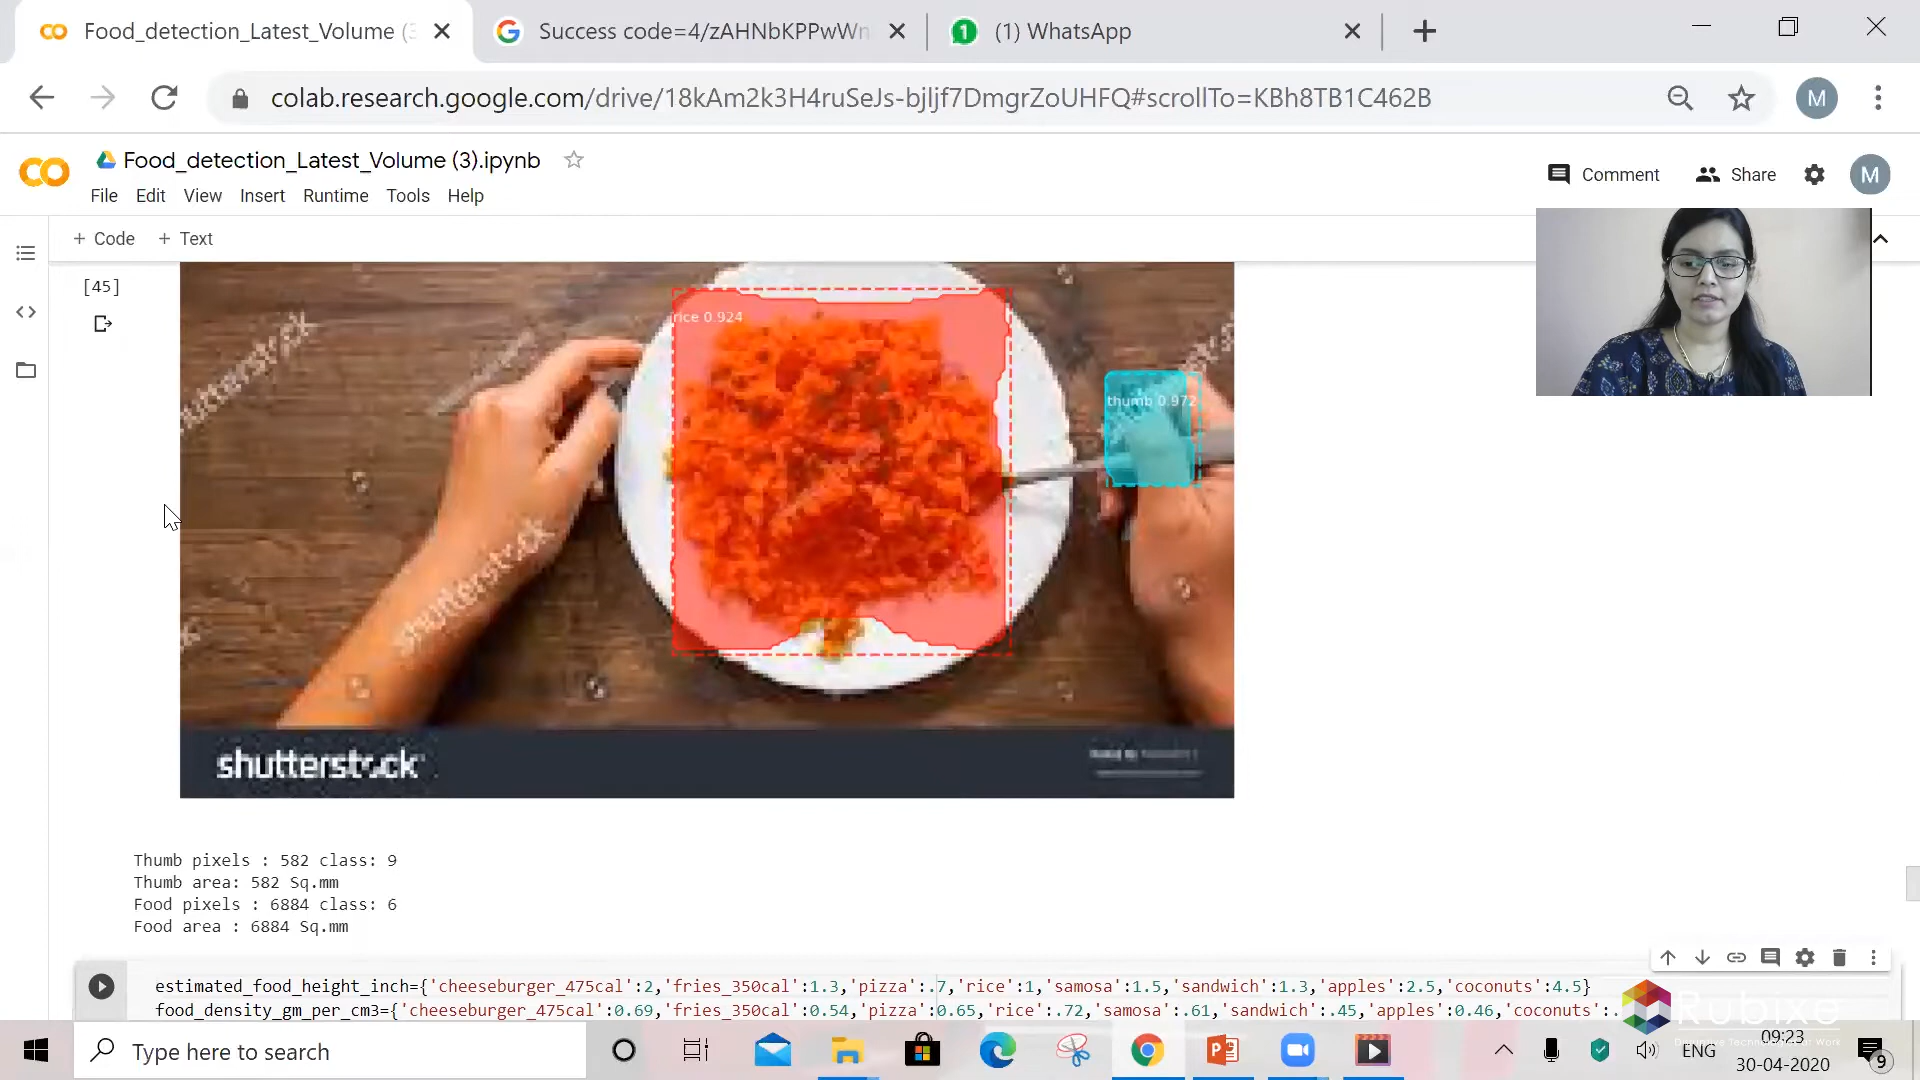 Food_detection_Latest_Volume (3
Success code=4/zAHNbKPPwWn
(1) WhatsApp
colab.research.google.com/drive/18kAm2k3H4ruSeJs-bjljf7DmgrZoUHFQ#scrollTo=KBh8TB1C462B
M
Food_detection_Latest_Volume (3).ipynb
File Edit View Insert Runtime Tools Help
Comment
Share
M
+ Code + Text
[45]
rice 0.924
thumb 0.972
shutterstock
shutterstock
shutterstock
Thumb pixels : 582 class: 9
Thumb area: 582 Sq.mm
Food pixels : 6884 class: 6
Food area : 6884 Sq.mm
estimated_food_height_inch={'cheeseburger_475cal':2,'fries_350cal':1.3,'pizza':.7,'rice':1,'samosa':1.5,'sandwich':1.3,'apples':2.5,'coconuts':4.5}
food_density_gm_per_cm3={'cheeseburger_475cal':0.69,'fries_350cal':0.54,'pizza':0.65,'rice':.72,'samosa':.61,'sandwich':.45,'apples':0.46,'coconuts':.
Rubixe
Type here to search
ENG
09:23
30-04-2020
9